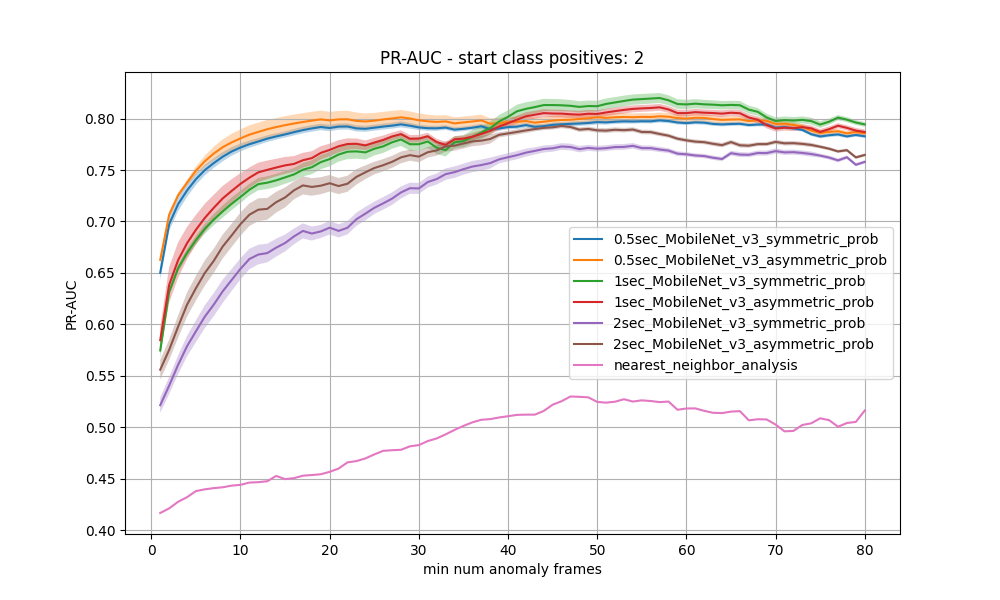 PR-AUC - start class positives: 2
PR-AUC
0.80
0.75
0.70
0.65
0.60
0.55
0.50
0.45
0.40
0.5sec_MobileNet_v3_symmetric_prob
0.5sec_MobileNet_v3_asymmetric_prob
1sec_MobileNet_v3_symmetric_prob
1sec_MobileNet_v3_asymmetric_prob
2sec_MobileNet_v3_symmetric_prob
2sec_MobileNet_v3_asymmetric_prob
nearest_neighbor_analysis
0 10 20 30 40 50 60 70 80
min num anomaly frames